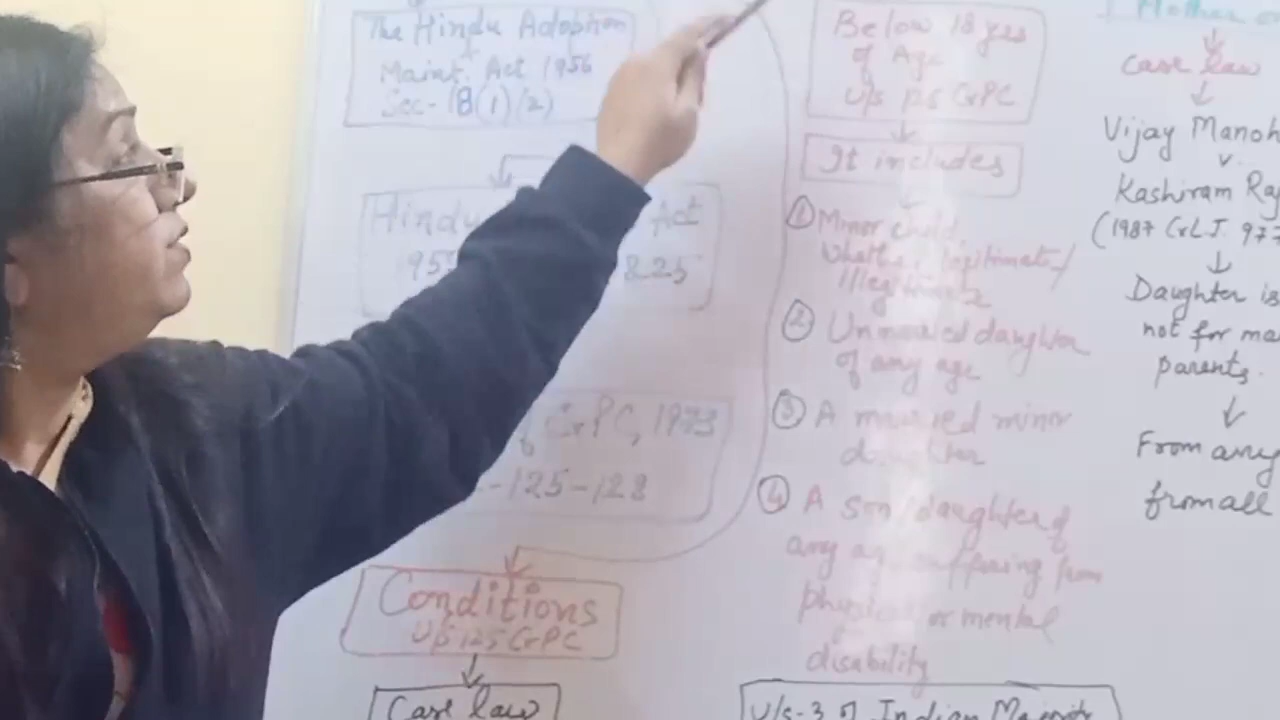 The Hindu Adoption
Maint. Act 1956
Sec- 18(1)(2)
Hindu Act
195 &25
CrPC, 1973
-125-128
Conditions
U/s 125 CrPC
Case law
Below 18 yes
of Age
U/s 125 CrPC
It includes
① Minor child
whether legitimate/
illegitimate
② Unmarried daughter
of any age
③ A married minor
daughter
④ A son/daughter of
any age suffering from
physical or mental
disability
U/s-3 of Indian Majority
Mother
Case law
Vijay Manoh
v.
Kashiram Raj
(1987 CrLJ. 977
Daughter is
not for ma
parents.
From any
from all